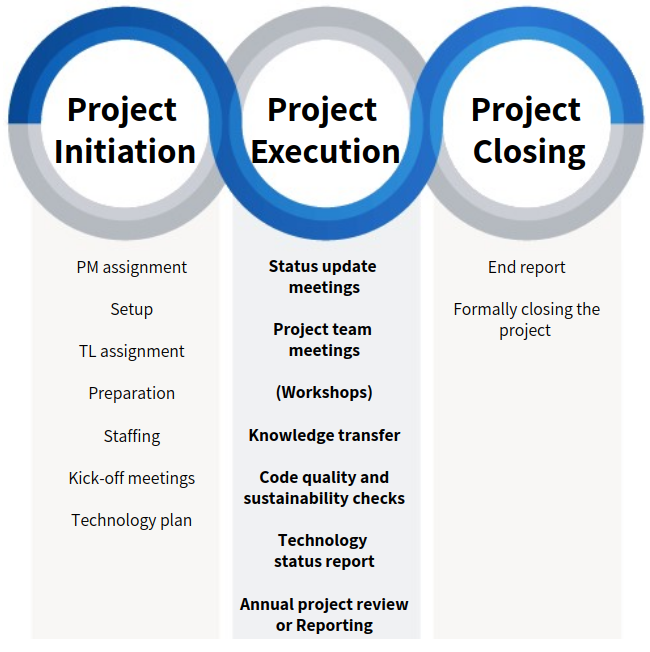 Project
Initiation
Project
Execution
Project
Closing
PM assignment
Setup
TL assignment
Preparation
Staffing
Kick-off meetings
Technology plan
Status update
meetings
Project team
meetings
(Workshops)
Knowledge transfer
Code quality and
sustainability checks
Technology
status report
Annual project review
or Reporting
End report
Formally closing the
project